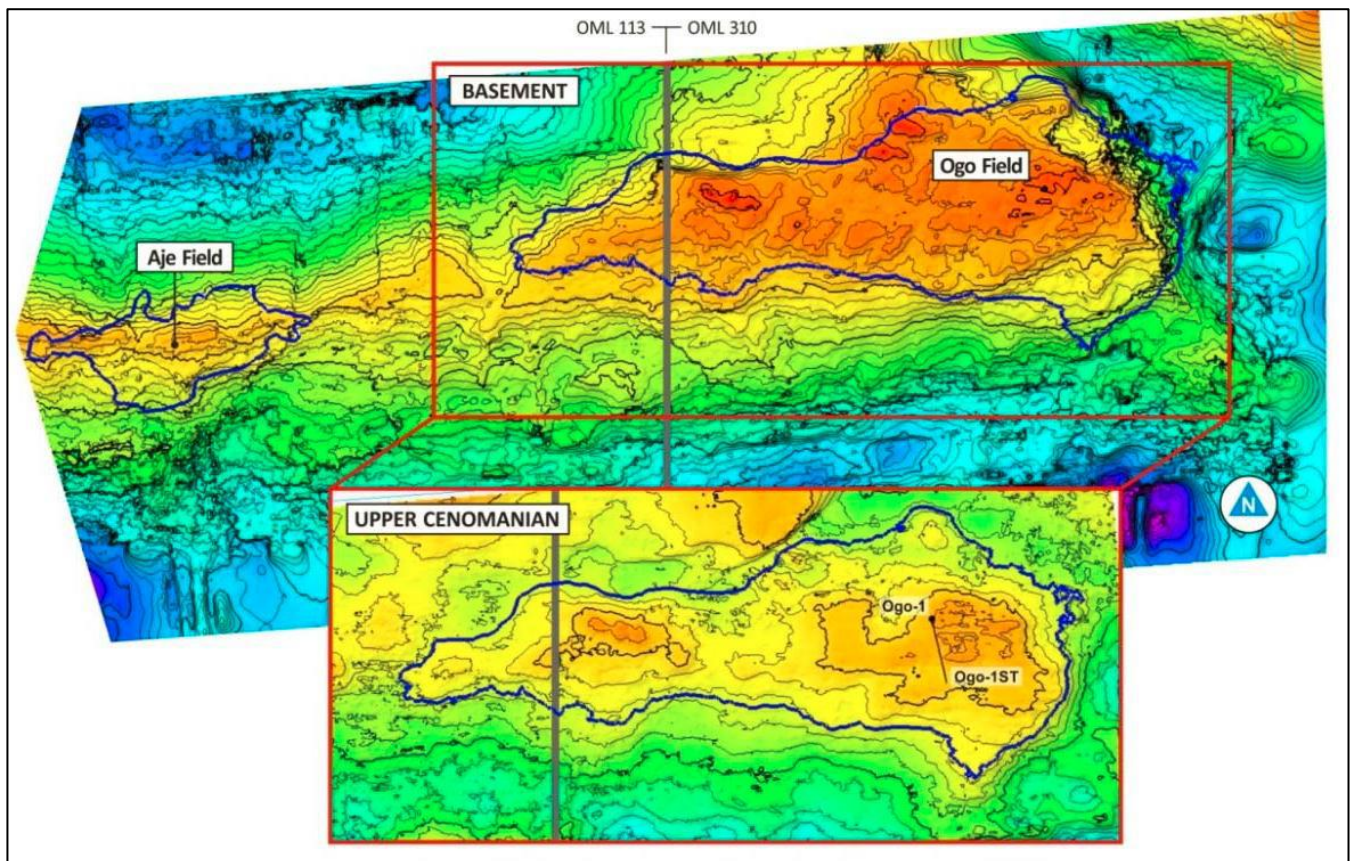 OML 113 OML 310
BASEMENT
Ogo Field
Aje Field
N
UPPER CENOMANIAN
Ogo-1
Ogo-1ST